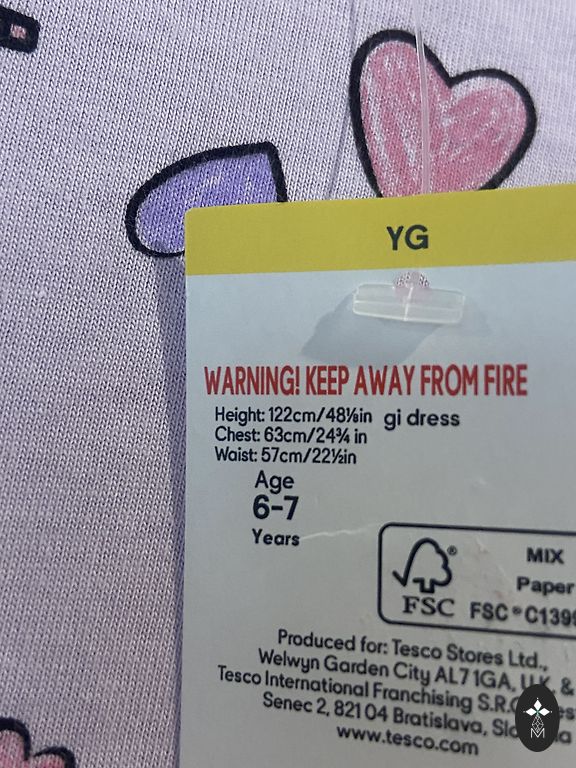 YG
WARNING! KEEP AWAY FROM FIRE
Height: 122cm/48⅛in gi dress
Chest: 63cm/24¾ in
Waist: 57cm/22½in
Age
6-7
Years
MIX
Paper
FSC® FSC® C1399
Produced for: Tesco Stores Ltd.,
Welwyn Garden City AL7 1GA, U.K. &
Tesco International Franchising S.R.O.
Senec 2, 821 04 Bratislava,
www.tesco.com
M